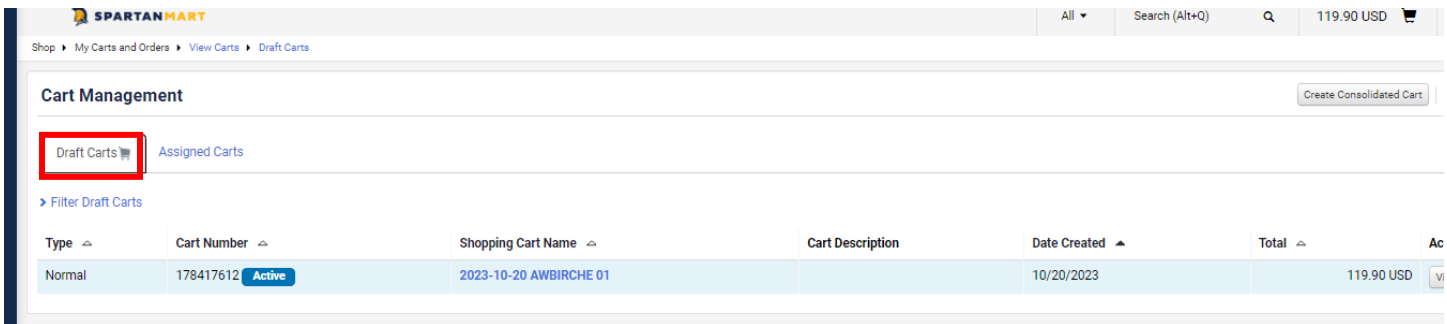 SPARTANMART All Search (Alt+Q) 119.90 USD
Shop My Carts and Orders View Carts Draft Carts
Cart Management Create Consolidated Cart
Draft Carts Assigned Carts
Filter Draft Carts
Type Cart Number Shopping Cart Name Cart Description Date Created Total Ac
Normal 178417612 Active 2023-10-20 AWBIRCHE 01 10/20/2023 119.90 USD Vi